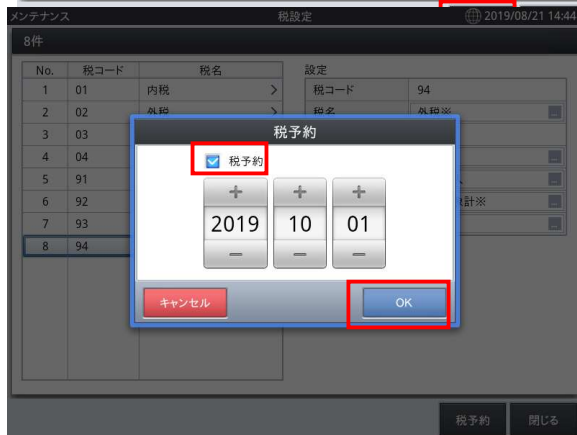 メンテナンス 税設定 2019/08/21 14:44
8件
No. 税コード 税名 設定
1 01 内税 > 税コード 94
2 02 外税 > 税名 外税※
3 03 税予約
4 04 税予約
5 91
6 92 計※
7 93
8 94
+ + +
2019 10 01
- - -
キャンセル OK
税予約 閉じる